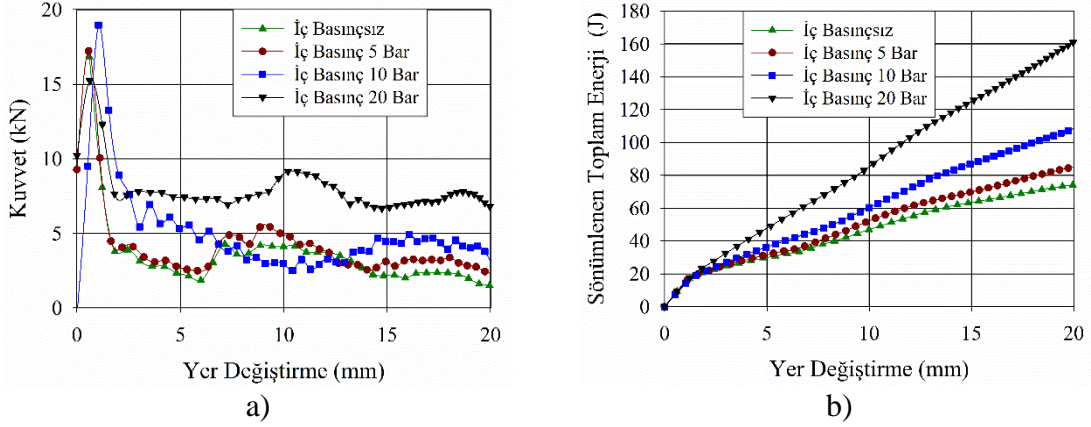 Kuvvet (kN)
20
15
10
5
0
İç Basınçsız
İç Basınç 5 Bar
İç Basınç 10 Bar
İç Basınç 20 Bar
0 5 10 15 20
Yer Değiştirme (mm)
a)
Sönümlenen Toplam Enerji (J)
180
160
140
120
100
80
60
40
20
0
İç Basınçsız
İç Basınç 5 Bar
İç Basınç 10 Bar
İç Basınç 20 Bar
0 5 10 15 20
Yer Değiştirme (mm)
b)